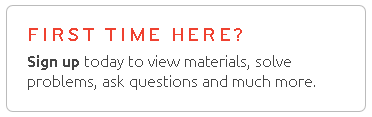 FIRST TIME HERE?
Sign up today to view materials, solve
problems, ask questions and much more.